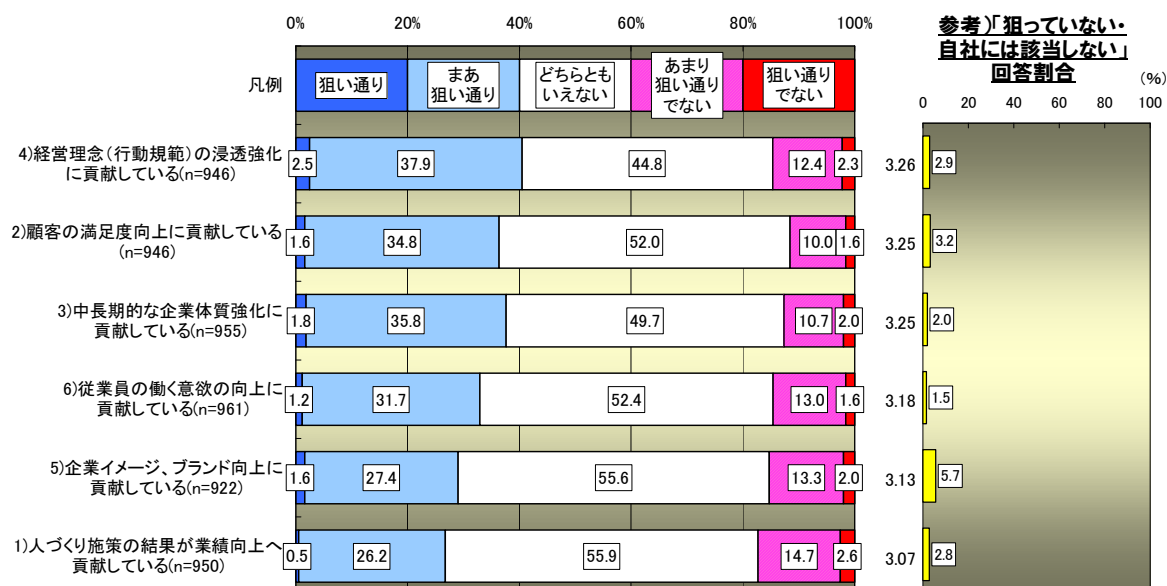 0%
20%
40%
60%
80%
100%
参考)「狙っていない・
自社には該当しない」
回答割合
(%)
凡例
狙い通り
まあ
狙い通り
どちらとも
いえない
あまり
狙い通り
でない
狙い通り
でない
0
20
40
60
80
100
4)経営理念(行動規範)の浸透強化
に貢献している(n=946)
2.5
37.9
44.8
12.4
2.3
3.26
2.9
2)顧客の満足度向上に貢献している
(n=946)
1.6
34.8
52.0
10.0
1.6
3.25
3.2
3)中長期的な企業体質強化に
貢献している(n=955)
1.8
35.8
49.7
10.7
2.0
3.25
2.0
6)従業員の働く意欲の向上に
貢献している(n=961)
1.2
31.7
52.4
13.0
1.6
3.18
1.5
5)企業イメージ、ブランド向上に
貢献している(n=922)
1.6
27.4
55.6
13.3
2.0
3.13
5.7
1)人づくり施策の結果が業績向上へ
貢献している(n=950)
0.5
26.2
55.9
14.7
2.6
3.07
2.8